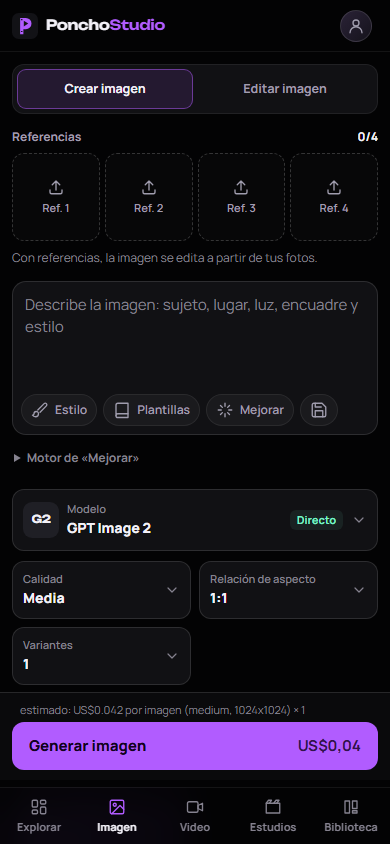 PonchoStudio
Crear imagen
Editar imagen
Referencias
0/4
Ref. 1
Ref. 2
Ref. 3
Ref. 4
Con referencias, la imagen se edita a partir de tus fotos.
Describe la imagen: sujeto, lugar, luz, encuadre y
estilo
Estilo
Plantillas
Mejorar
Motor de «Mejorar»
G2
Modelo
GPT Image 2
Directo
Calidad
Media
Relación de aspecto
1:1
Variantes
1
estimado: US$0.042 por imagen (medium, 1024x1024) × 1
Generar imagen
US$0,04
Explorar
Imagen
Video
Estudios
Biblioteca